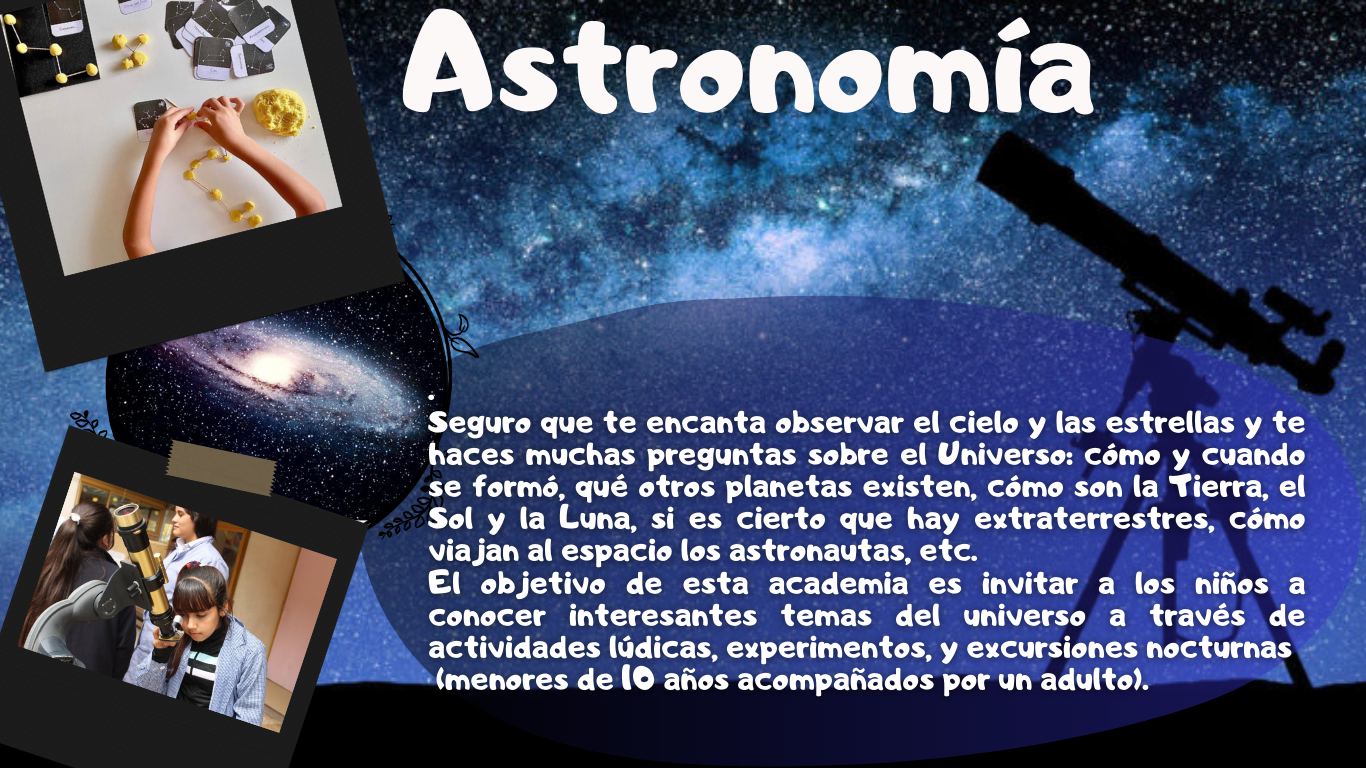 Astronomía
.
Seguro que te encanta observar el cielo y las estrellas y te
haces muchas preguntas sobre el Universo: cómo y cuando
se formó, qué otros planetas existen, cómo son la Tierra, el
Sol y la Luna, si es cierto que hay extraterrestres, cómo
viajan al espacio los astronautas, etc.
El objetivo de esta academia es invitar a los niños a
conocer interesantes temas del universo a través de
actividades lúdicas, experimentos, y excursiones nocturnas
(menores de 10 años acompañados por un adulto).